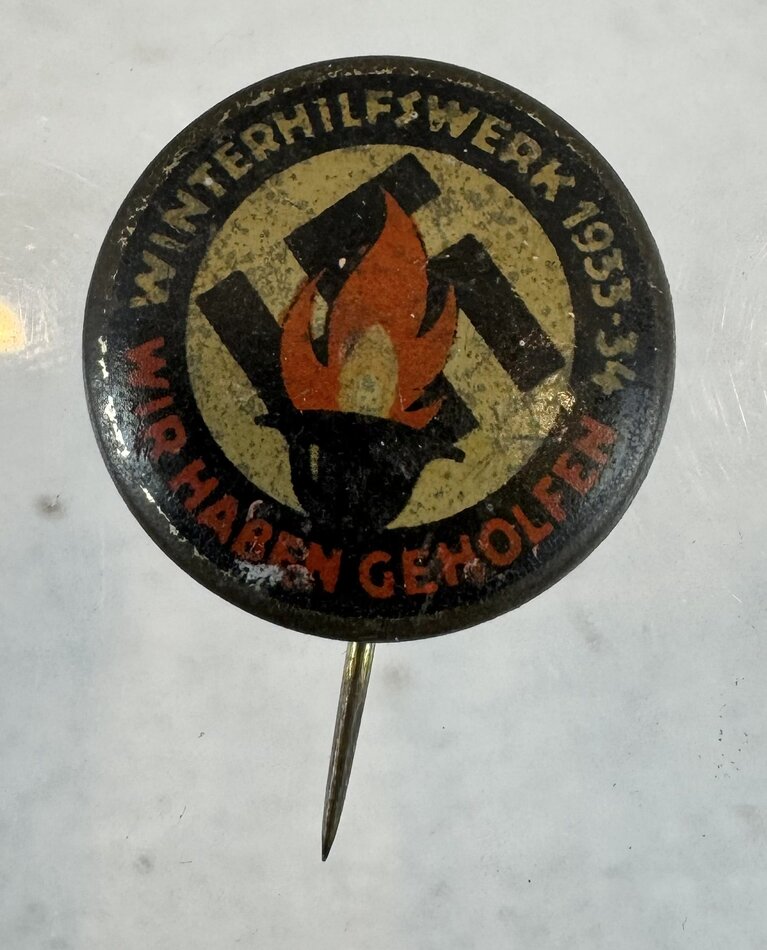 WINTERHILFSWERK 1933-34
WIR HABEN GEHOLFEN